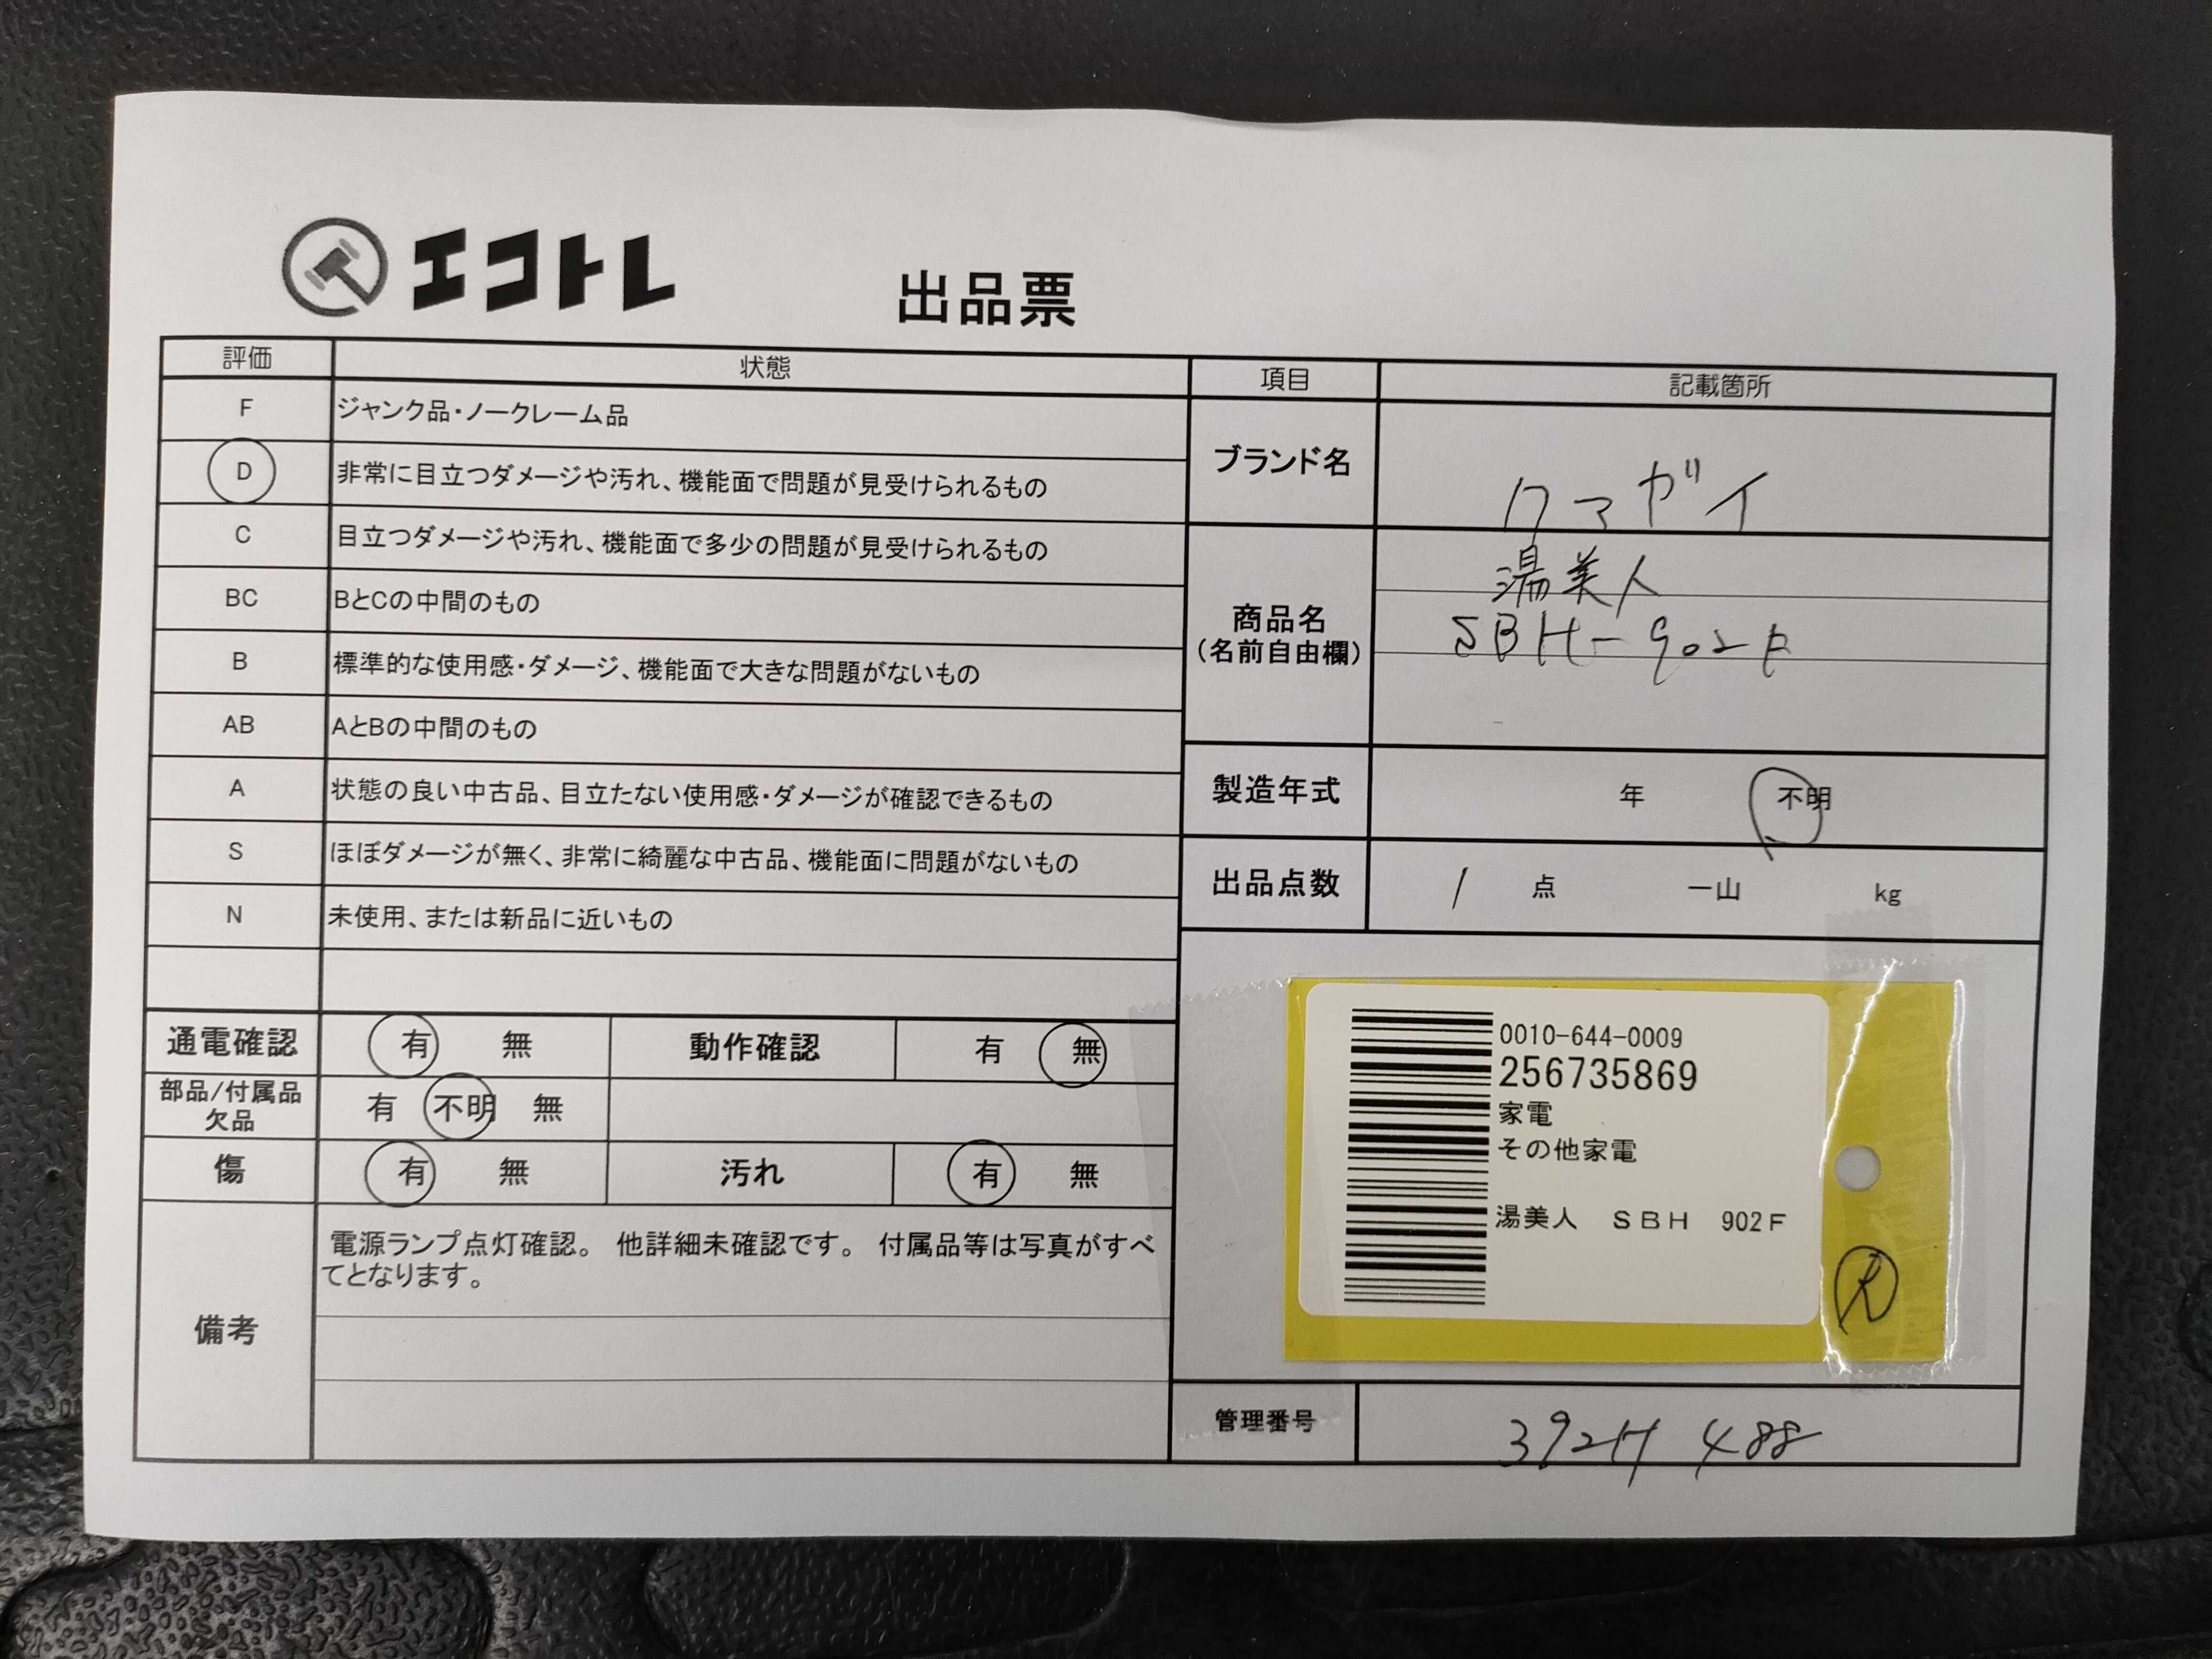 エコトレ
出品票
評価 状態
F ジャンク品・ノークレーム品
D 非常に目立つダメージや汚れ、機能面で問題が見受けられるもの
C 目立つダメージや汚れ、機能面で多少の問題が見受けられるもの
BC BとCの中間のもの
B 標準的な使用感・ダメージ、機能面で大きな問題がないもの
AB AとBの中間のもの
A 状態の良い中古品、目立たない使用感・ダメージが確認できるもの
S ほぼダメージが無く、非常に綺麗な中古品、機能面に問題がないもの
N 未使用、または新品に近いもの
通電確認 有 無 動作確認 有 無
部品/付属品
欠品
有 不明 無
傷 有 無 汚れ 有 無
備考
電源ランプ点灯確認。 他詳細未確認です。 付属品等は写真がすべ
てとなります。
項目 記載箇所
ブランド名 クマガイ
商品名
(名前自由欄)
湯美人
SBH-902F
製造年式 年 不明
出品点数 1 点 一山 kg
0010-644-0009
256735869
家電
その他家電
湯美人 SBH 902F
管理番号 392H 488